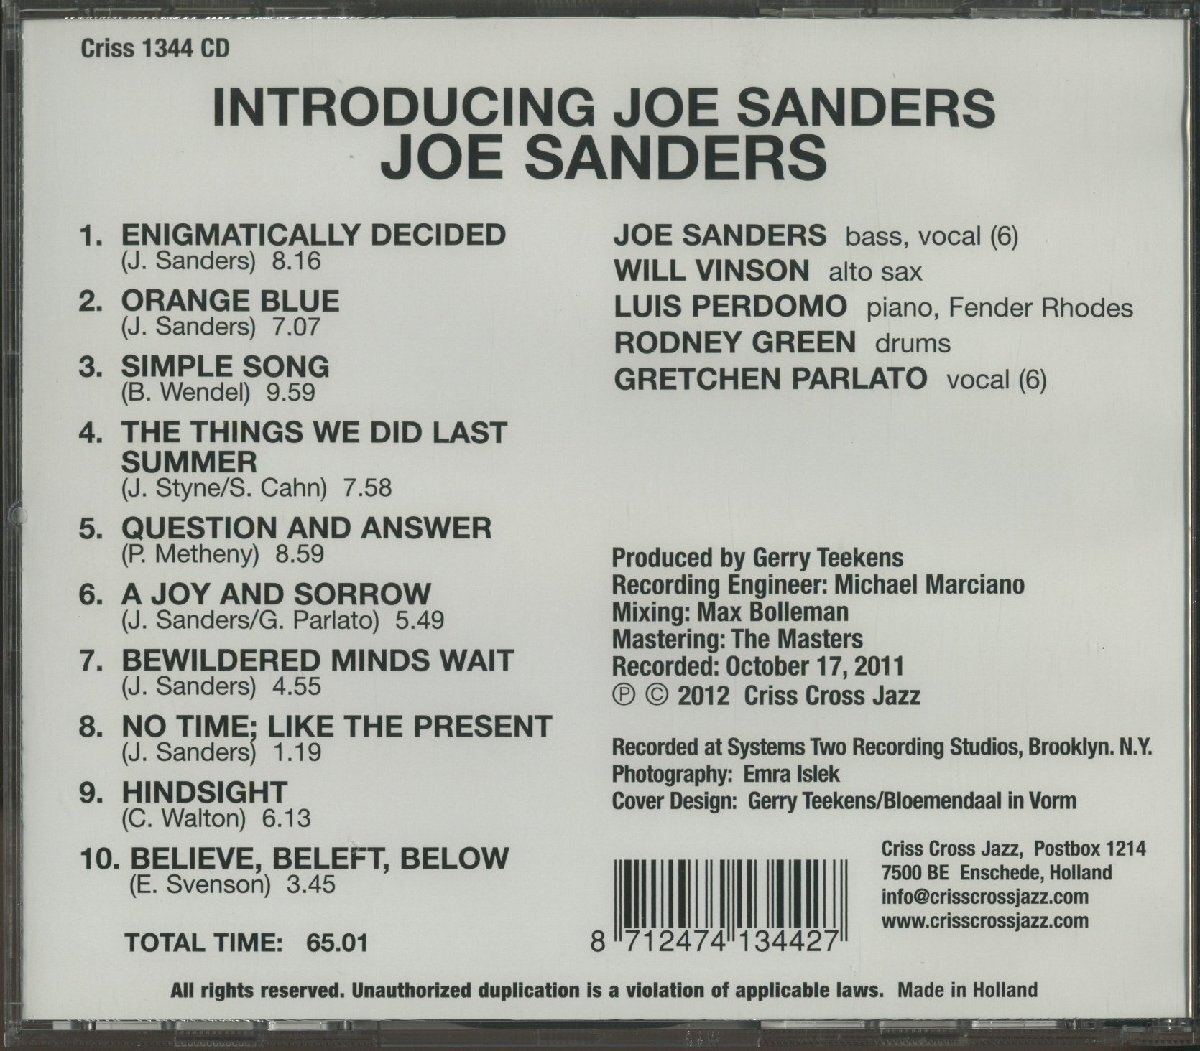 Criss 1344 CD
INTRODUCING JOE SANDERS
JOE SANDERS
1. ENIGMATICALLY DECIDED
(J. Sanders) 8.16
2. ORANGE BLUE
(J. Sanders) 7.07
3. SIMPLE SONG
(B. Wendel) 9.59
4. THE THINGS WE DID LAST
SUMMER
(J. Styne/S. Cahn) 7.58
5. QUESTION AND ANSWER
(P. Metheny) 8.59
6. A JOY AND SORROW
(J. Sanders/G. Parlato) 5.49
7. BEWILDERED MINDS WAIT
(J. Sanders) 4.55
8. NO TIME; LIKE THE PRESENT
(J. Sanders) 1.19
9. HINDSIGHT
(C. Walton) 6.13
10. BELIEVE, BELEFT, BELOW
(E. Svenson) 3.45
TOTAL TIME: 65.01
JOE SANDERS bass, vocal (6)
WILL VINSON alto sax
LUIS PERDOMO piano, Fender Rhodes
RODNEY GREEN drums
GRETCHEN PARLATO vocal (6)
Produced by Gerry Teekens
Recording Engineer: Michael Marciano
Mixing: Max Bolleman
Mastering: The Masters
Recorded: October 17, 2011
℗ © 2012 Criss Cross Jazz
Recorded at Systems Two Recording Studios, Brooklyn. N.Y.
Photography: Emra Islek
Cover Design: Gerry Teekens/Bloemendaal in Vorm
Criss Cross Jazz, Postbox 1214
7500 BE Enschede, Holland
info@crisscrossjazz.com
www.crisscrossjazz.com
8 712474 134427
All rights reserved. Unauthorized duplication is a violation of applicable laws. Made in Holland